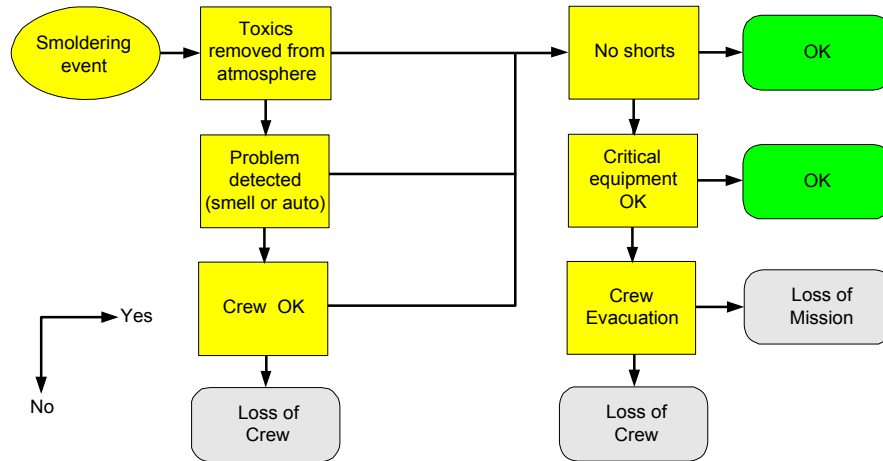 Smoldering
event
Toxics
removed from
atmosphere
No shorts
OK
Problem
detected
(smell or auto)
Critical
equipment
OK
OK
Crew OK
Crew
Evacuation
Loss of
Mission
Yes
No
Loss of
Crew
Loss of
Crew